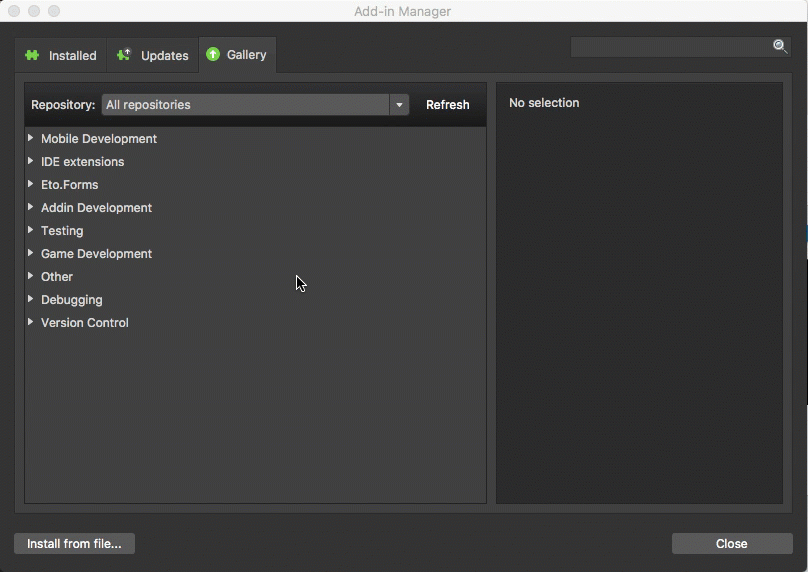 Add-in Manager
Installed
Updates
Gallery
Repository: All repositories
Refresh
No selection
Mobile Development
IDE extensions
Eto.Forms
Addin Development
Testing
Game Development
Other
Debugging
Version Control
Install from file...
Close